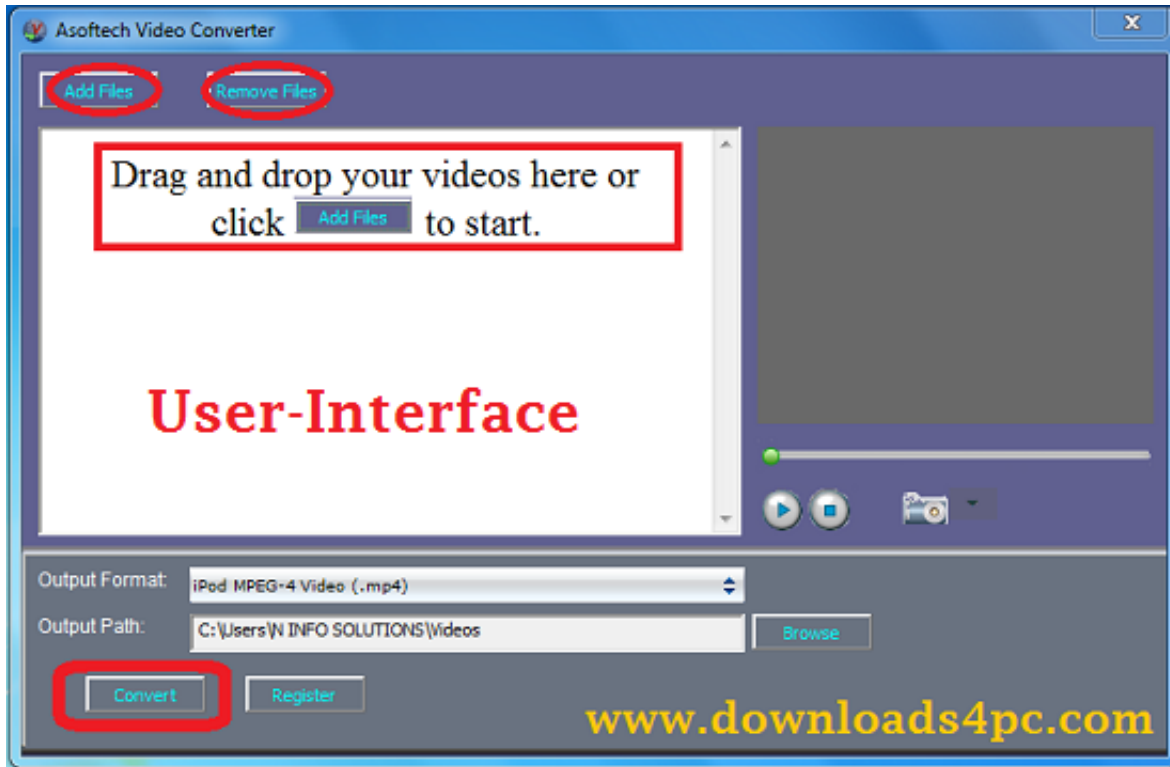 Asoftech Video Converter
X
Add Files
Remove Files
Drag and drop your videos here or
click Add Files to start.
User-Interface
Output Format:
iPod MPEG-4 Video (.mp4)
Output Path:
C:\Users\N INFO SOLUTIONS\Videos
Browse
Convert
Register
www.downloads4pc.com